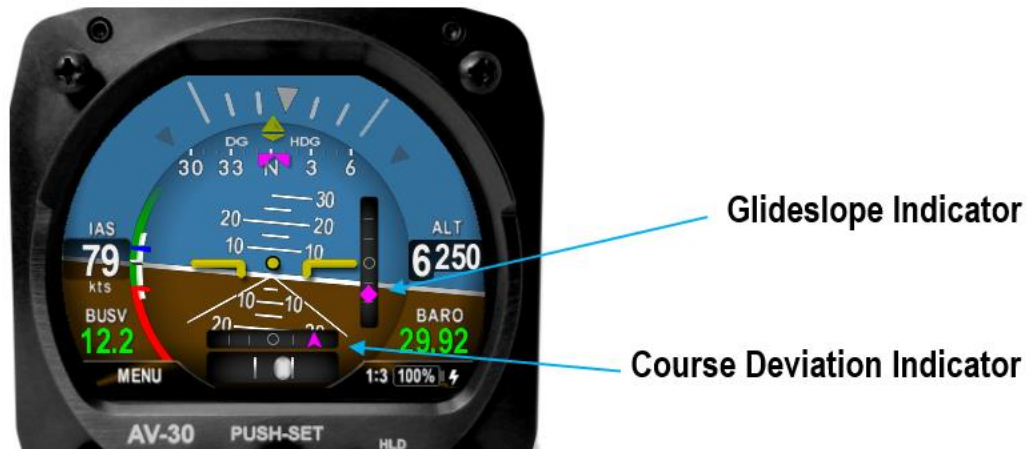 DG HDG
30 33 N 3 6
30
20 20
IAS
79
kts
10 10
ALT
6250
Glideslope Indicator
10 10
BUSV
12.2
20 20
BARO
29.92
Course Deviation Indicator
MENU
1:3 100%
AV-30 PUSH-SET
HLD